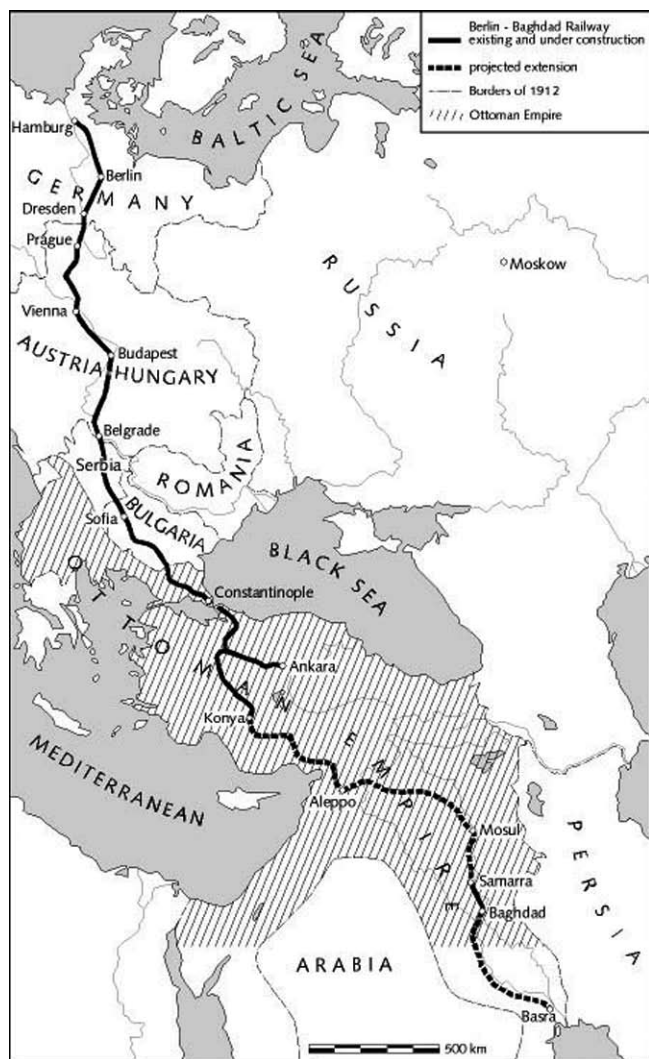 Berlin - Baghdad Railway
existing and under construction
projected extension
Borders of 1912
Ottoman Empire
BALTIC SEA
Hamburg
Berlin
GERMANY
Dresden
Prague
Moskow
RUSSIA
Vienna
Budapest
AUSTRIA HUNGARY
Belgrade
Serbia
ROMANIA
BULGARIA
Sofia
BLACK SEA
Constantinople
OTTOMAN EMPIRE
Ankara
Konya
MEDITERRANEAN
Aleppo
Mosul
PERSIA
Samarra
Baghdad
ARABIA
Basra
500 km